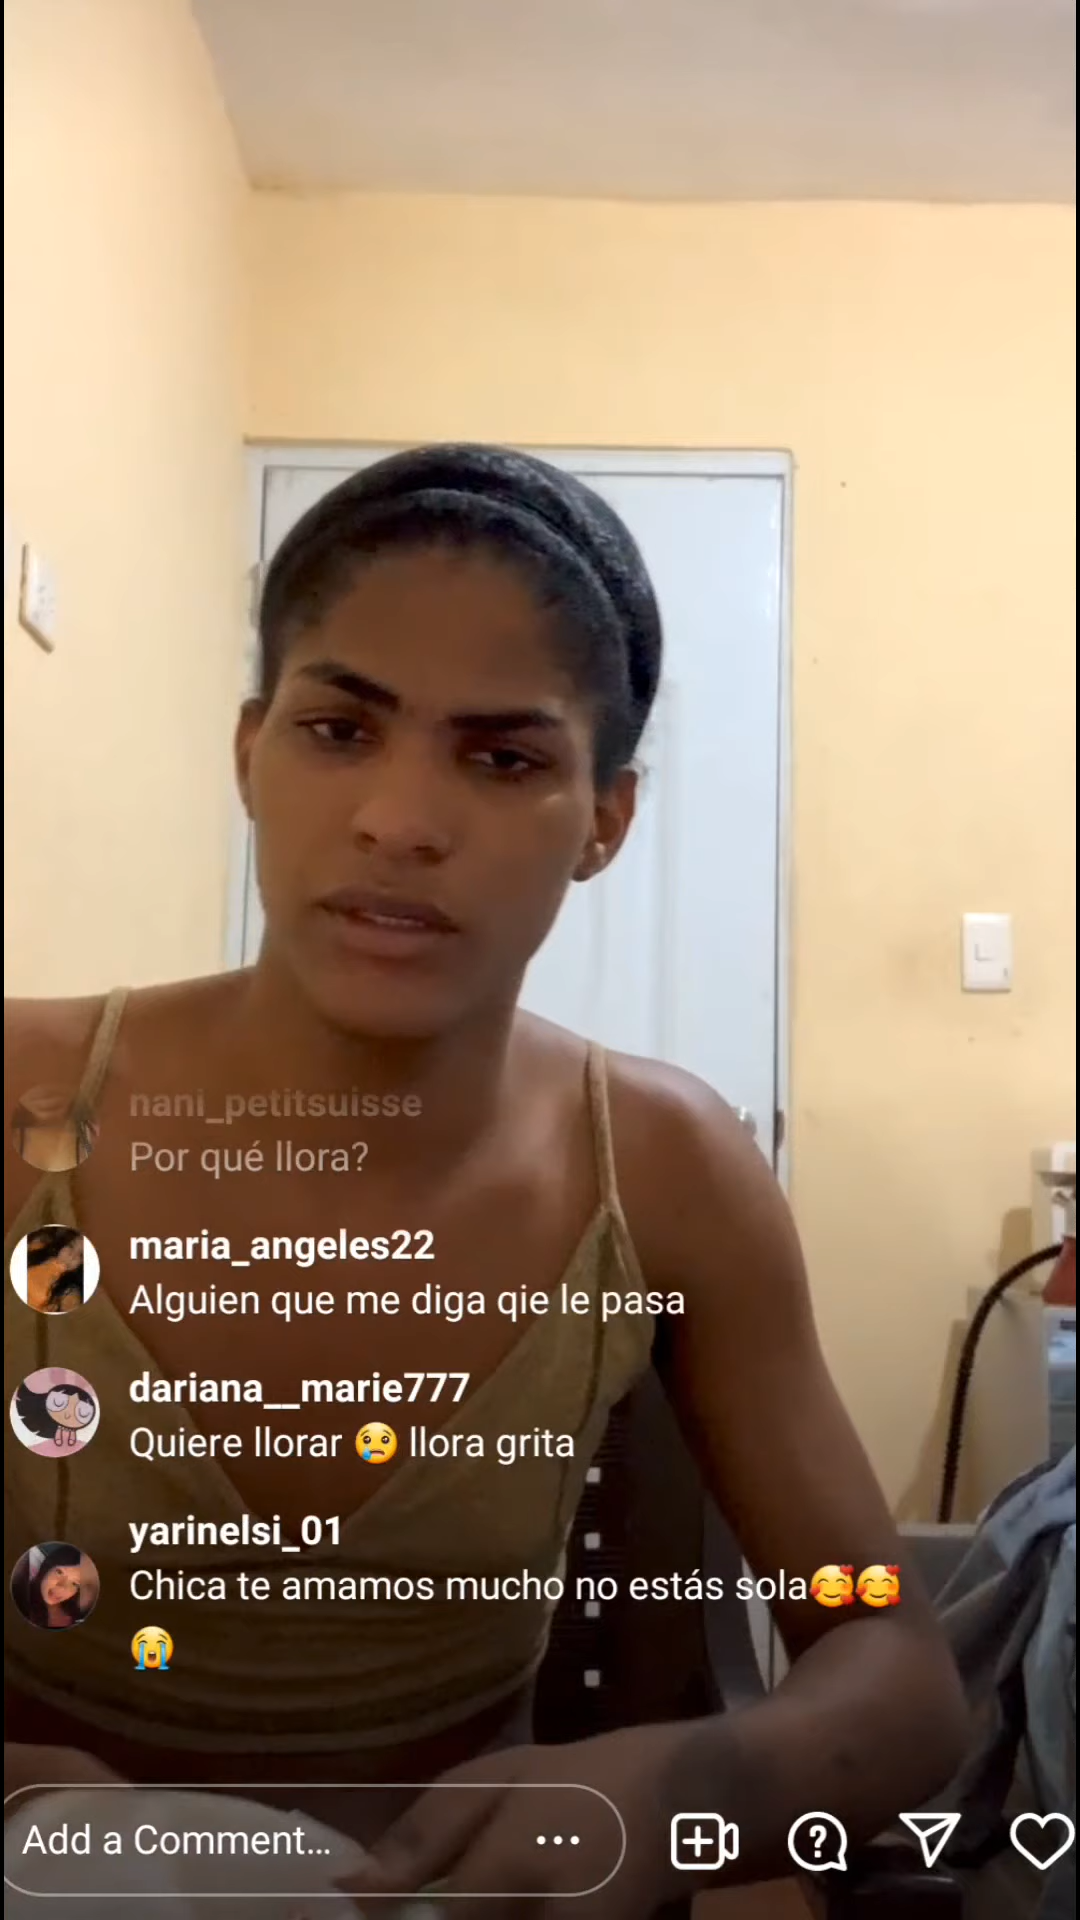 nani_petitsuisse
Por qué llora?
maria_angeles22
Alguien que me diga qie le pasa
dariana__marie777
Quiere llorar 😢 llora grita
yarinelsi_01
Chica te amamos mucho no estás sola🥰🥰
😭
Add a Comment...